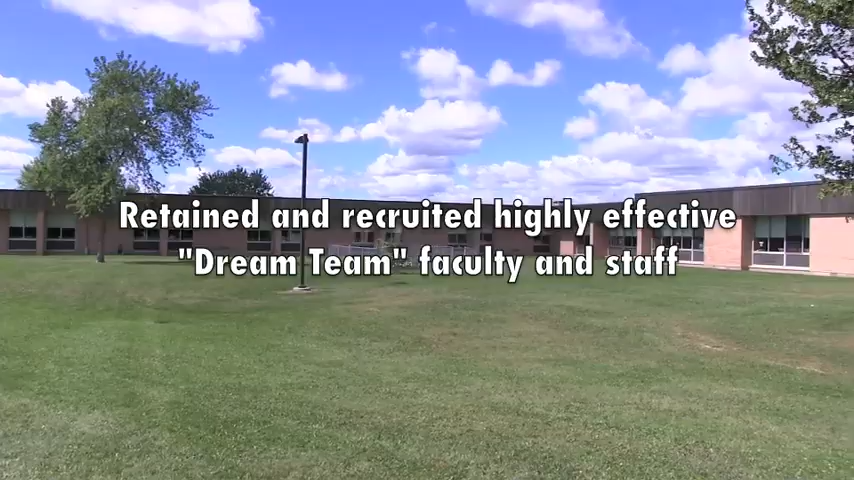 Retained and recruited highly effective
"Dream Team" faculty and staff